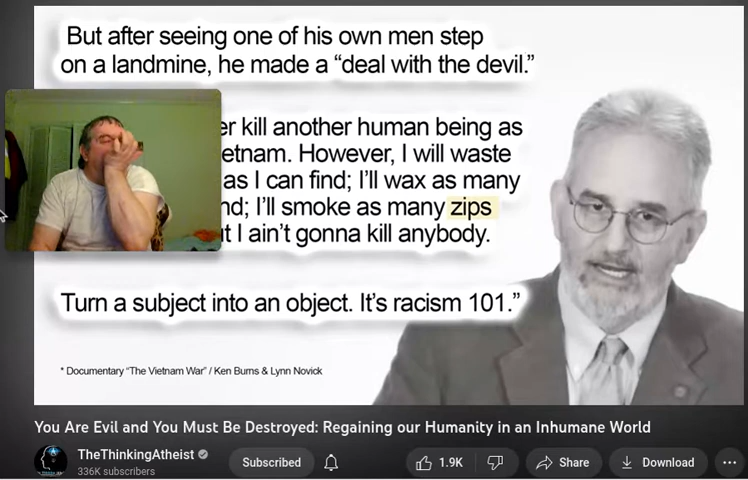 But after seeing one of his own men step
on a landmine, he made a “deal with the devil.”
er kill another human being as
etnam. However, I will waste
as I can find; I’ll wax as many
nd; I’ll smoke as many zips
t I ain’t gonna kill anybody.
Turn a subject into an object. It’s racism 101.”
* Documentary “The Vietnam War” / Ken Burns & Lynn Novick
You Are Evil and You Must Be Destroyed: Regaining our Humanity in an Inhumane World
TheThinkingAtheist
336K subscribers
Subscribed
1.9K
Share
Download